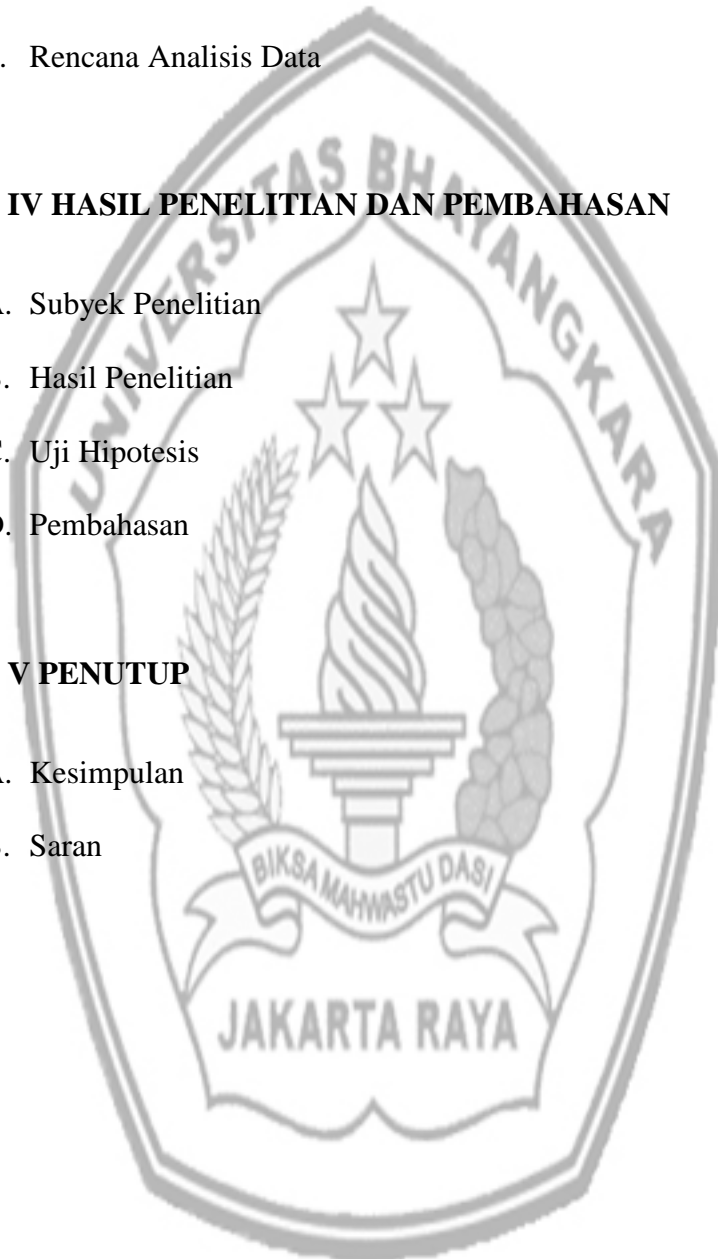 . Rencana Analisis Data
IV HASIL PENELITIAN DAN PEMBAHASAN
UNIVERSITAS BHAYANGKARA
. Subyek Penelitian
. Hasil Penelitian
. Uji Hipotesis
. Pembahasan
V PENUTUP
. Kesimpulan
. Saran
BIKSA MAHWASTU DASI
JAKARTA RAYA